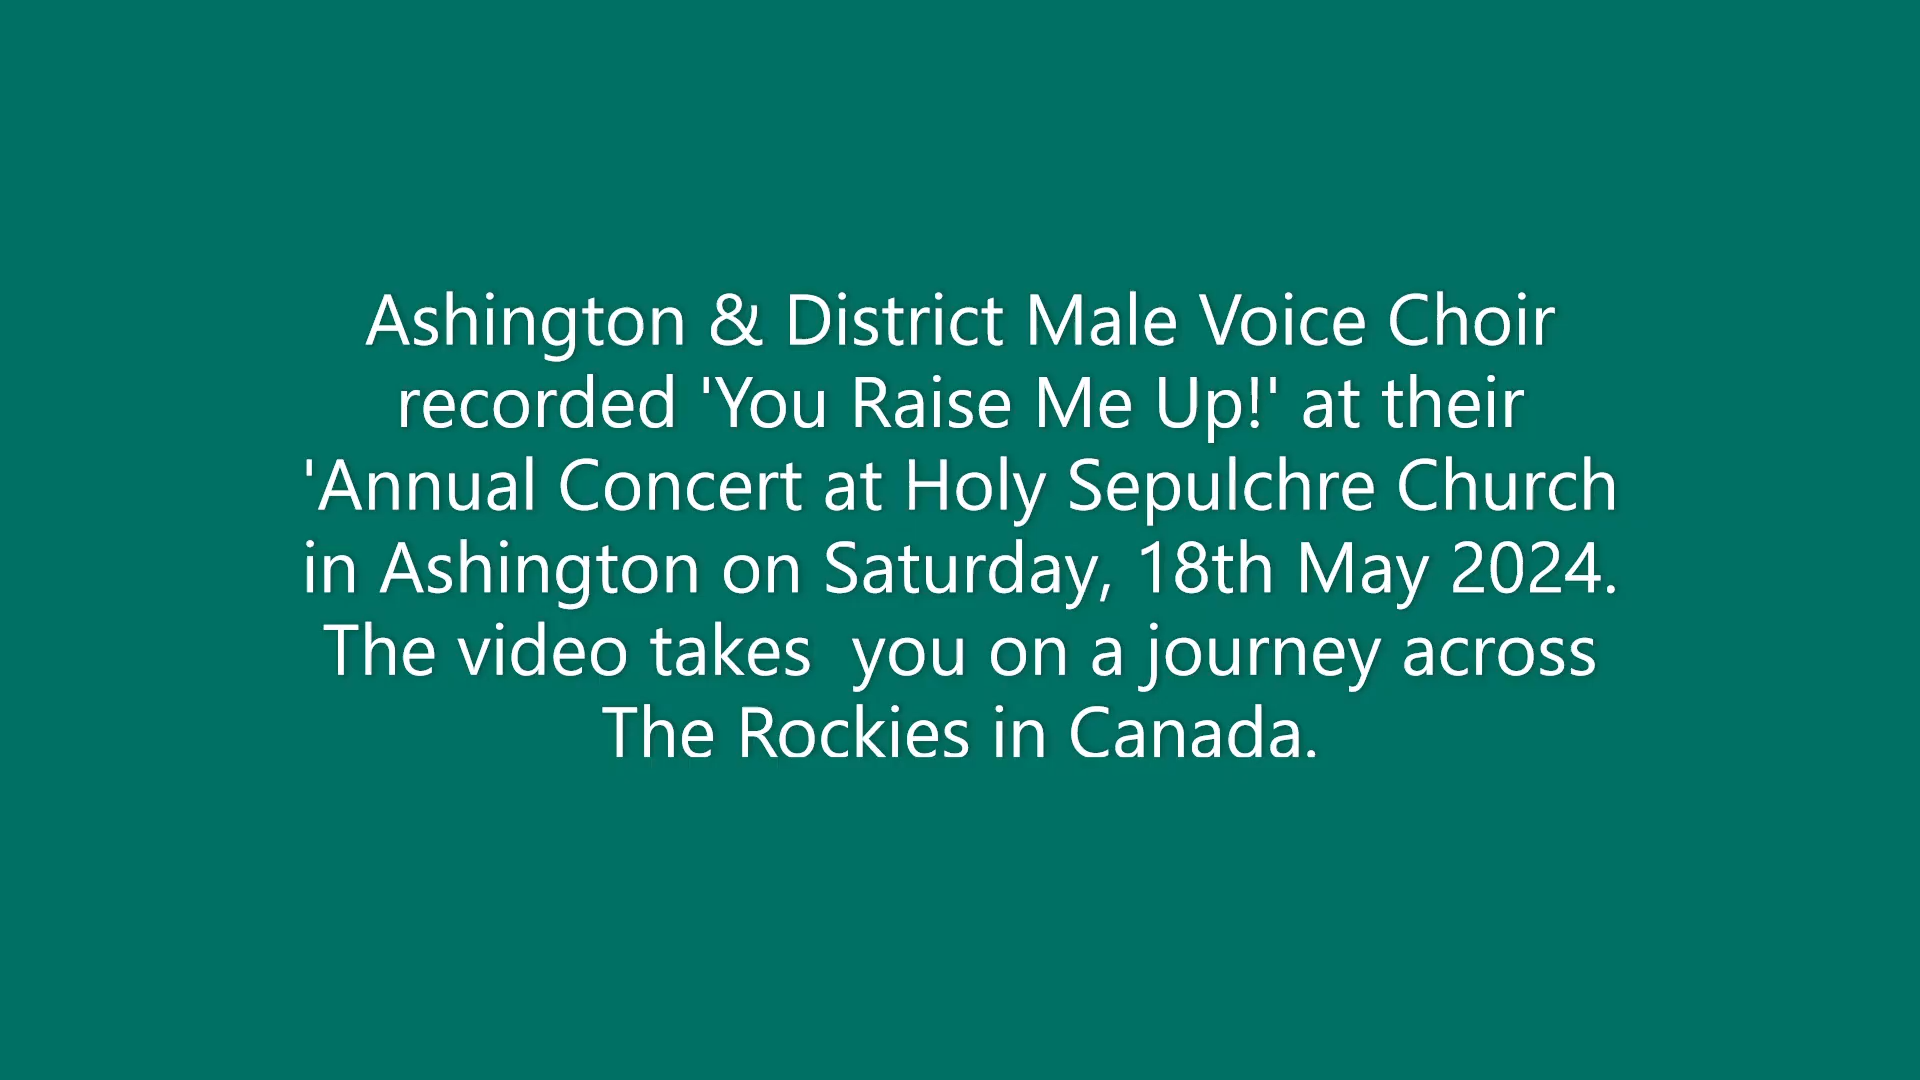 Ashington & District Male Voice Choir
recorded 'You Raise Me Up!' at their
'Annual Concert at Holy Sepulchre Church
in Ashington on Saturday, 18th May 2024.
The video takes  you on a journey across
The Rockies in Canada.